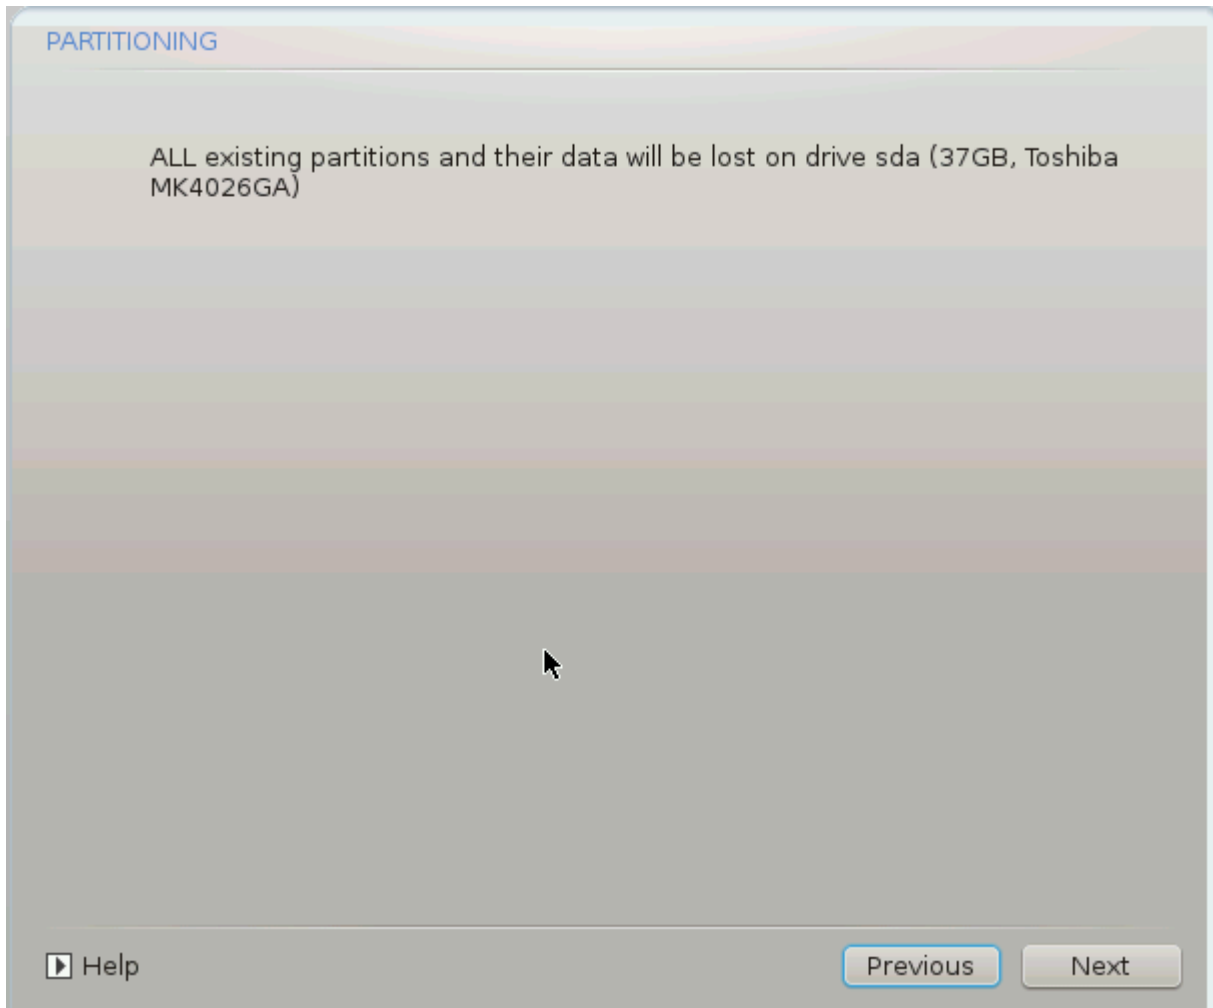 PARTITIONING
ALL existing partitions and their data will be lost on drive sda (37GB, Toshiba
MK4026GA)
Help
Previous
Next